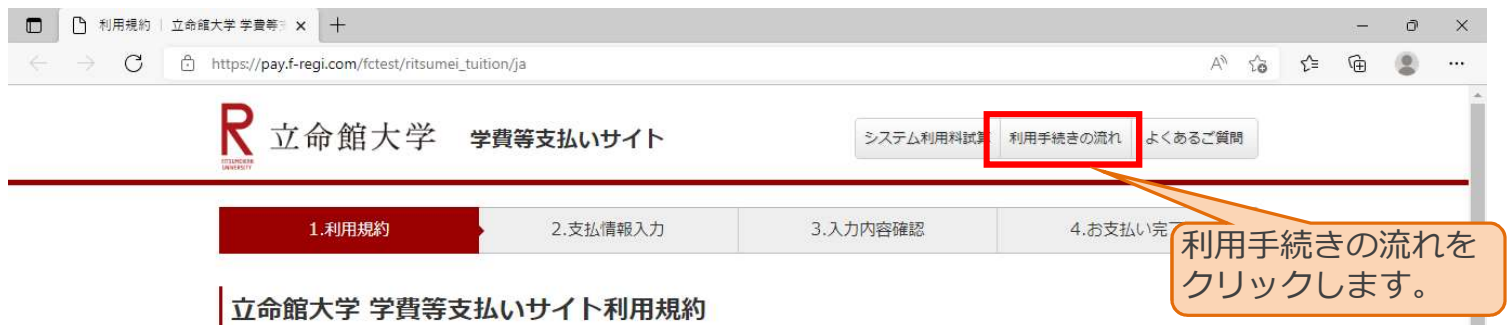 利用規約 | 立命館大学 学費等
https://pay.f-regi.com/fctest/ritsumei_tuition/ja
R 立命館大学 学費等支払いサイト
RITSUMEIKAN
UNIVERSITY
システム利用料試算 利用手続きの流れ よくあるご質問
1.利用規約 2.支払情報入力 3.入力内容確認 4.お支払い完了
利用手続きの流れを
クリックします。
立命館大学 学費等支払いサイト利用規約